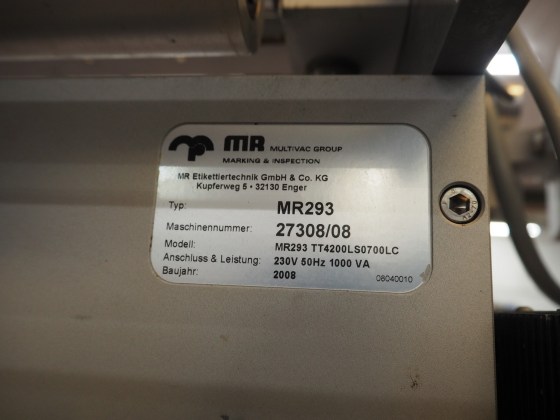 MR MULTIVAC GROUP
MARKING & INSPECTION
MR Etikettiertechnik GmbH & Co. KG
Kupferweg 5 • 32130 Enger
Typ: MR293
Maschinennummer: 27308/08
Modell: MR293 TT4200LS0700LC
Anschluss & Leistung: 230V 50Hz 1000 VA
Baujahr: 2008
08040010